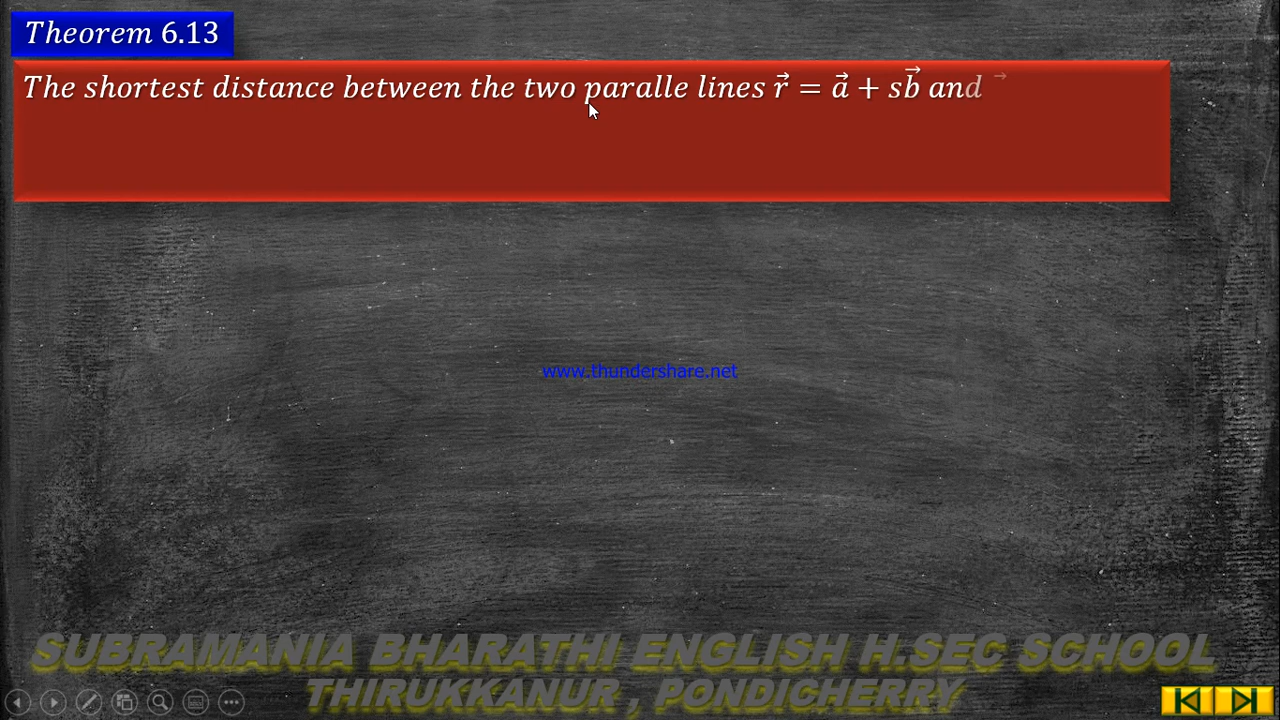 Theorem 6.13
The shortest distance between the two paralle lines r⃗ = a⃗ + sb⃗ and
www.thundershare.net
SUBRAMANIA BHARATHI ENGLISH H.SEC SCHOOL
THIRUKKANUR , PONDICHERRY